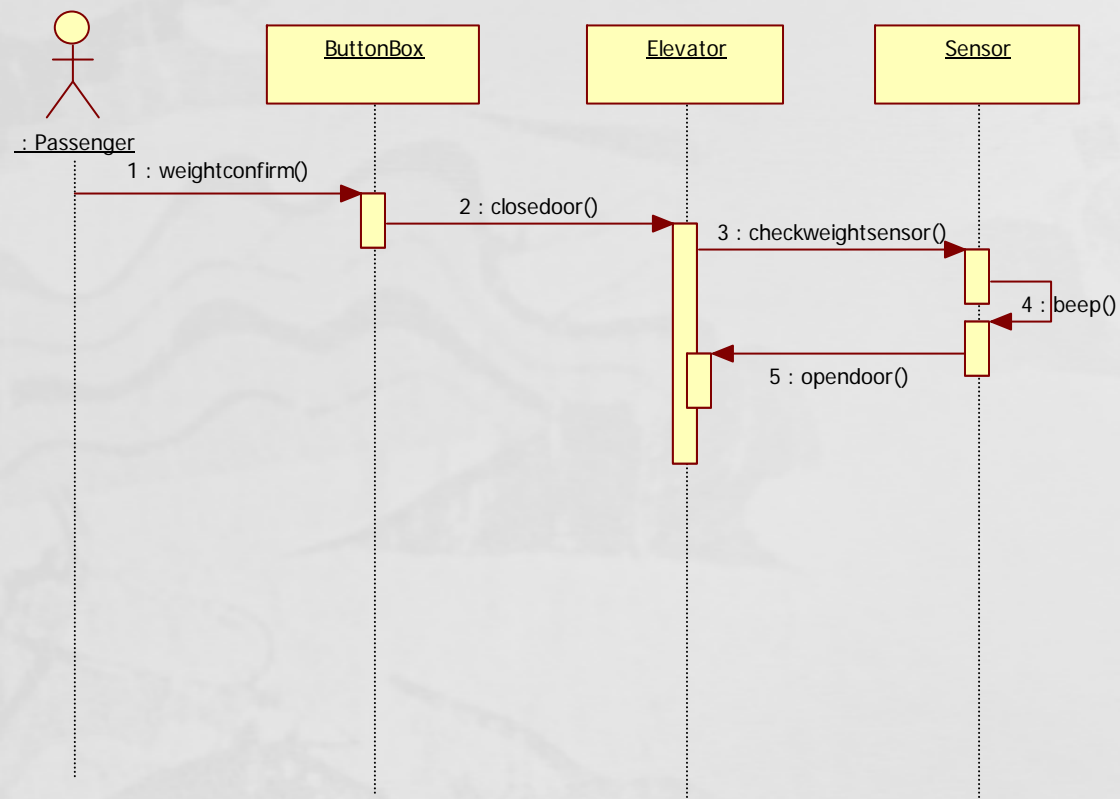 ButtonBox
Elevator
Sensor
: Passenger
1 : weightconfirm()
2 : closedoor()
3 : checkweightsensor()
4 : beep()
5 : opendoor()